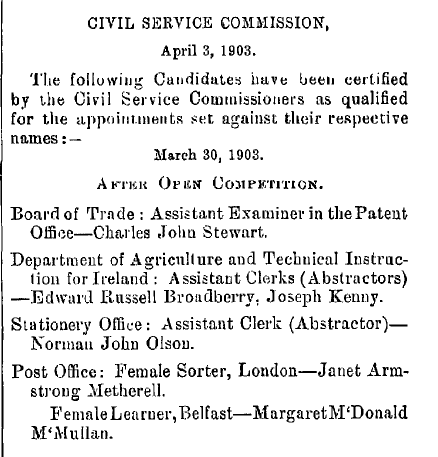 CIVIL SERVICE COMMISSION,
April 3, 1903.
The following Candidates have been certified
by the Civil Service Commissioners as qualified
for the appointments set against their respective
names:—
March 30, 1903.
AFTER OPEN COMPETITION.
Board of Trade: Assistant Examiner in the Patent
Office—Charles John Stewart.
Department of Agriculture and Technical Instruc-
tion for Ireland: Assistant Clerks (Abstractors)
—Edward Russell Broadberry, Joseph Kenny.
Stationery Office: Assistant Clerk (Abstractor)—
Norman John Olson.
Post Office: Female Sorter, London—Janet Arm-
strong Metherell.
Female Learner, Belfast—Margaret M‘Donald
M‘Mullan.